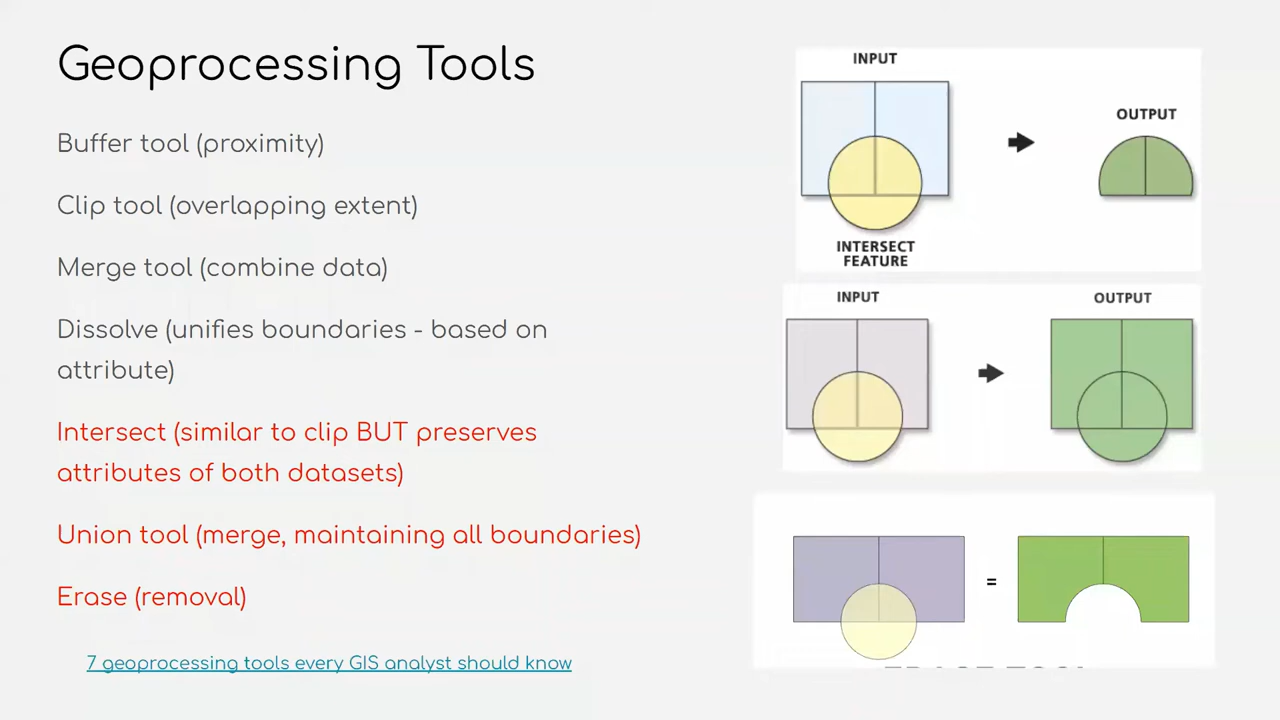 Geoprocessing Tools
Buffer tool (proximity)
Clip tool (overlapping extent)
Merge tool (combine data)
Dissolve (unifies boundaries - based on
attribute)
Intersect (similar to clip BUT preserves
attributes of both datasets)
Union tool (merge, maintaining all boundaries)
Erase (removal)
7 geoprocessing tools every GIS analyst should know
INPUT
OUTPUT
INTERSECT
FEATURE
INPUT
OUTPUT
=